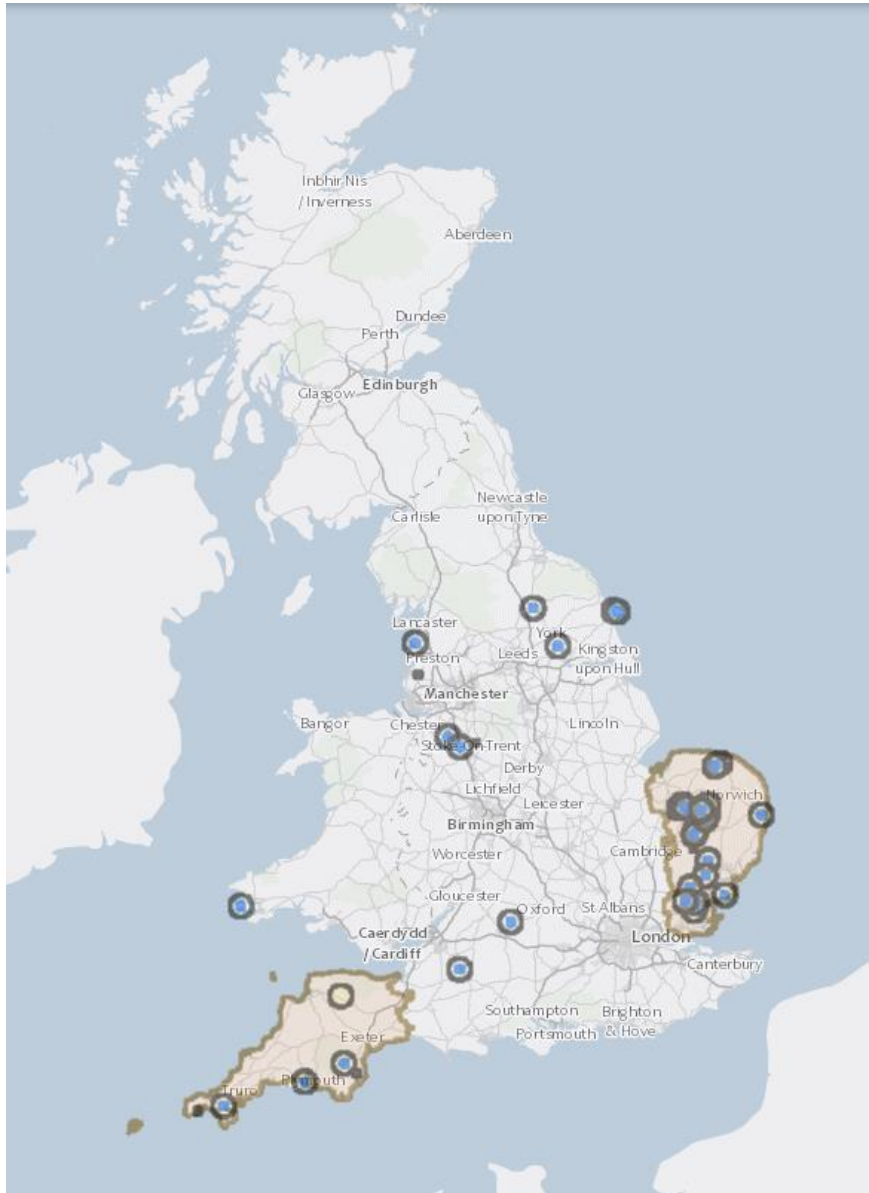 Inbhir Nis
/ Inverness
Aberdeen
Dundee
Perth
Edinburgh
Glasgow
Newcastle
upon Tyne
Carlisle
Lancaster
York
Preston
Leeds
Kingston
upon Hull
Manchester
Bangor
Chester
Lincoln
Stoke-On-Trent
Derby
Lichfield
Norwich
Leicester
Birmingham
Worcester
Cambridge
Gloucester
Oxford
St Albans
Caerdydd
/ Cardiff
London
Canterbury
Southampton
Brighton
& Hove
Portsmouth
Exeter
Plymouth
Truro